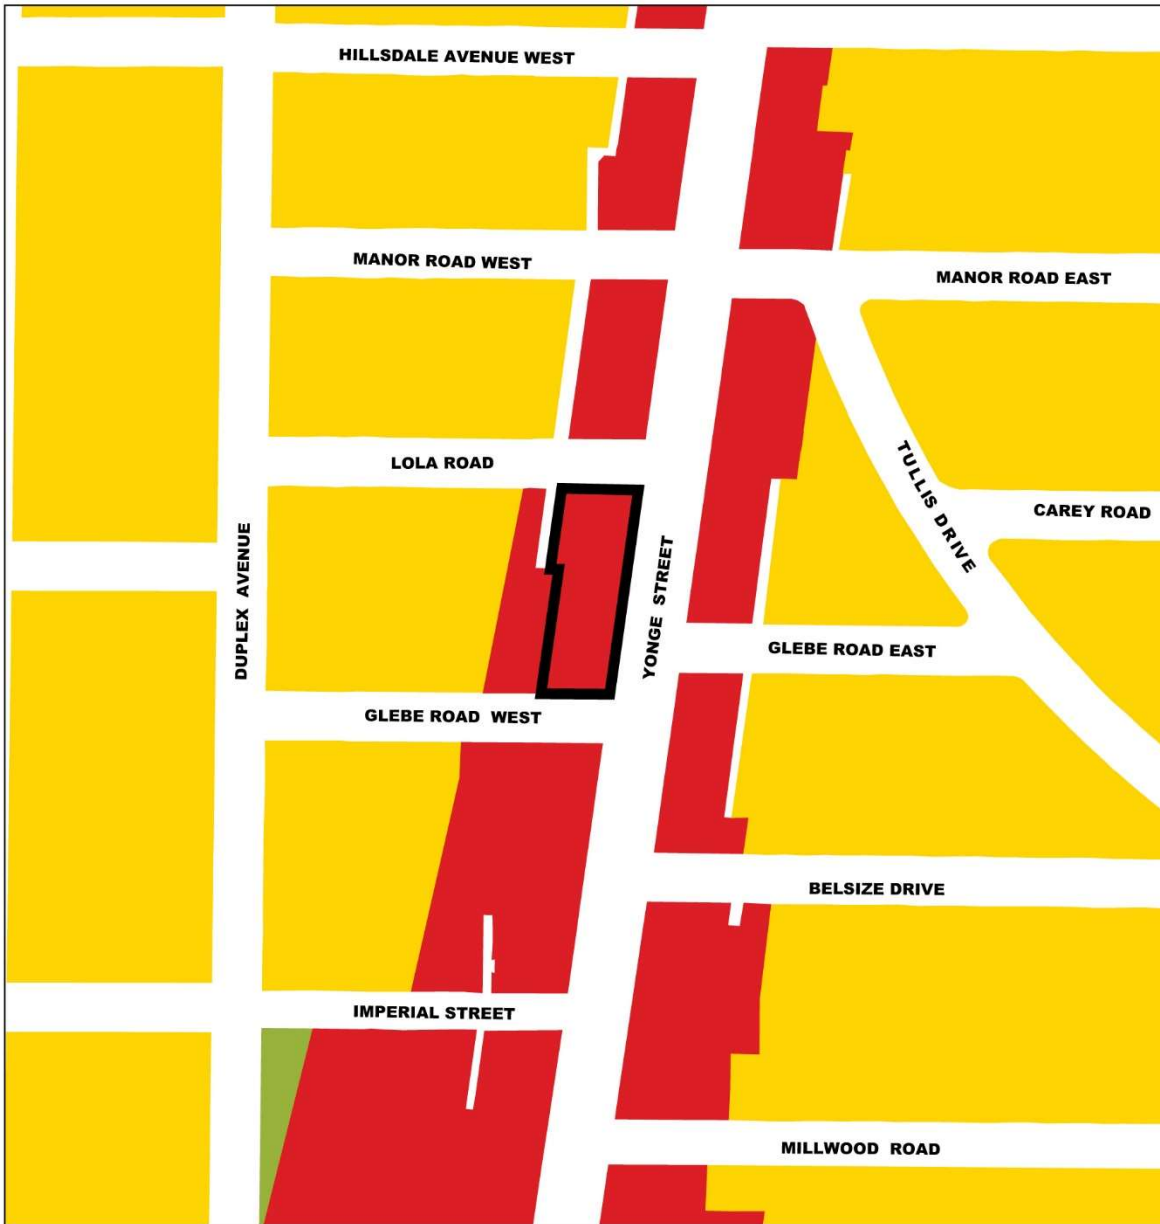 HILLSDALE AVENUE WEST
MANOR ROAD WEST
MANOR ROAD EAST
LOLA ROAD
TULLIS DRIVE
CAREY ROAD
DUPLEX AVENUE
YONGE STREET
GLEBE ROAD EAST
GLEBE ROAD WEST
BELSIZE DRIVE
IMPERIAL STREET
MILLWOOD ROAD